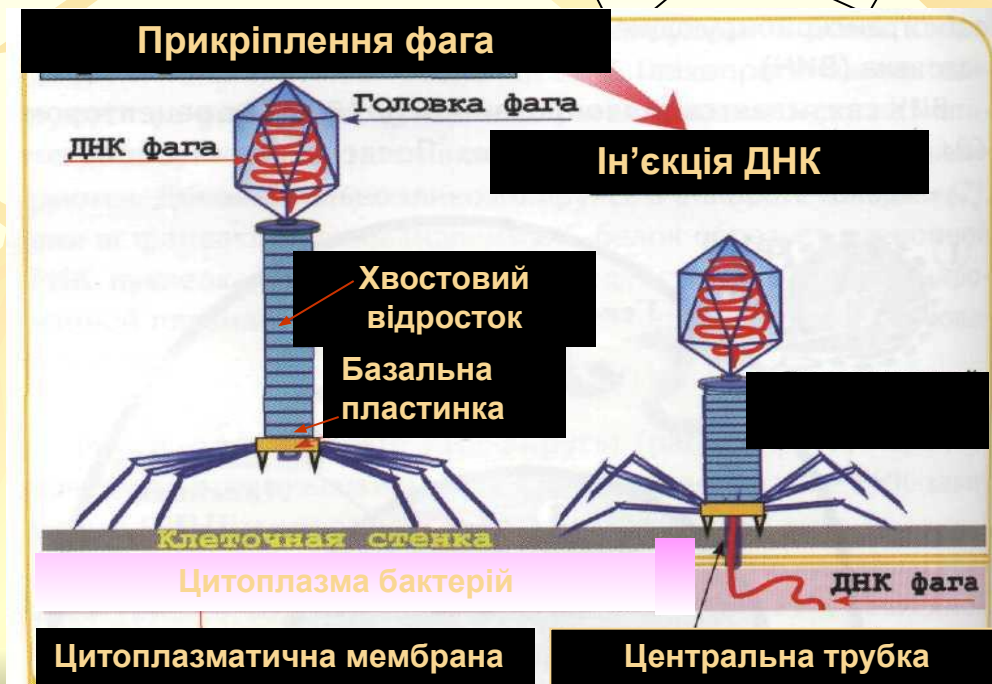 Прикріплення фага
Головка фага
ДНК фага
Ін’єкція ДНК
Хвостовий
відросток
Базальна
пластинка
Клеточная стенка
Цитоплазма бактерій
ДНК фага
Цитоплазматична мембрана
Центральна трубка